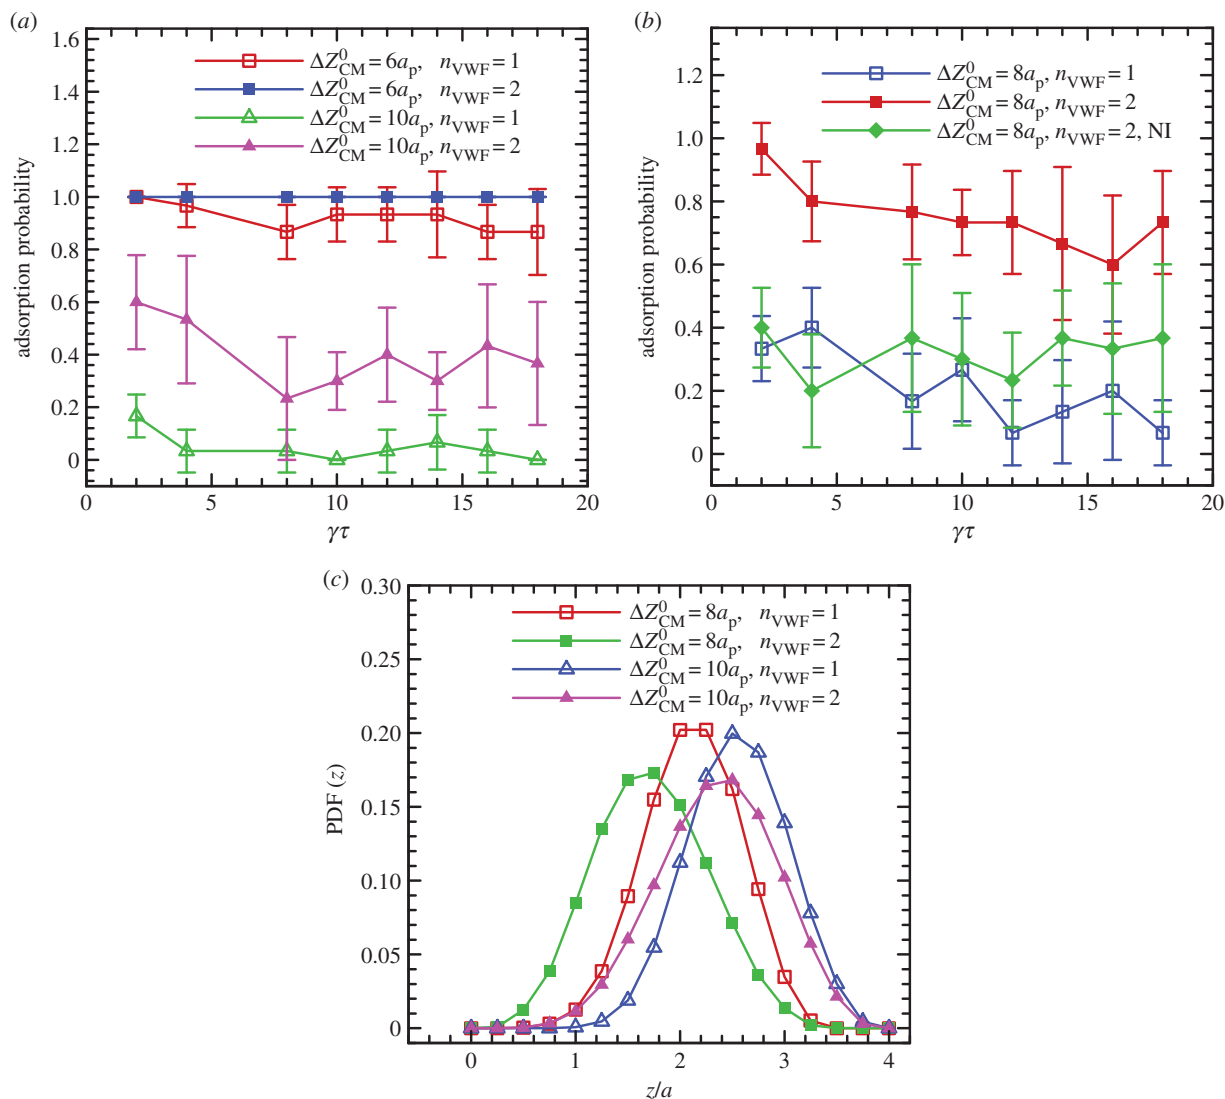 (a)
1.6
1.4
1.2
1.0
0.8
0.6
0.4
0.2
0
adsorption probability
ΔZ⁰CM = 6aₚ, nVWF = 1
ΔZ⁰CM = 6aₚ, nVWF = 2
ΔZ⁰CM = 10aₚ, nVWF = 1
ΔZ⁰CM = 10aₚ, nVWF = 2
0 5 10 15 20
γτ
(b)
1.2
1.0
0.8
0.6
0.4
0.2
0
adsorption probability
ΔZ⁰CM = 8aₚ, nVWF = 1
ΔZ⁰CM = 8aₚ, nVWF = 2
ΔZ⁰CM = 8aₚ, nVWF = 2, NI
0 5 10 15 20
γτ
(c)
0.30
0.25
0.20
0.15
0.10
0.05
0
PDF (z)
ΔZ⁰CM = 8aₚ, nVWF = 1
ΔZ⁰CM = 8aₚ, nVWF = 2
ΔZ⁰CM = 10aₚ, nVWF = 1
ΔZ⁰CM = 10aₚ, nVWF = 2
0 1 2 3 4
z/a